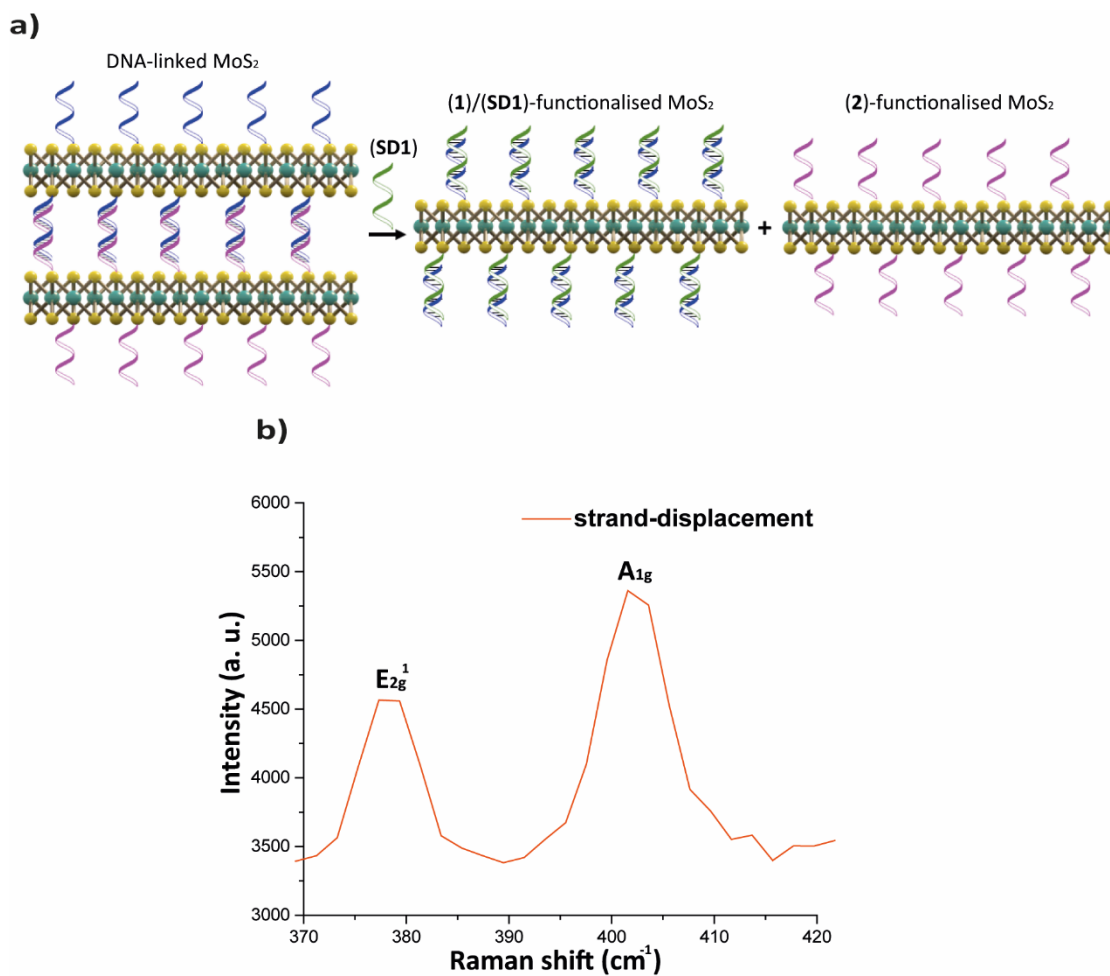 a)
DNA-linked MoS₂
(SD1)
(1)/(SD1)-functionalised MoS₂
+
(2)-functionalised MoS₂
b)
strand-displacement
E₂g¹
A₁g
Intensity (a. u.)
6000
5500
5000
4500
4000
3500
3000
370 380 390 400 410 420
Raman shift (cm⁻¹)